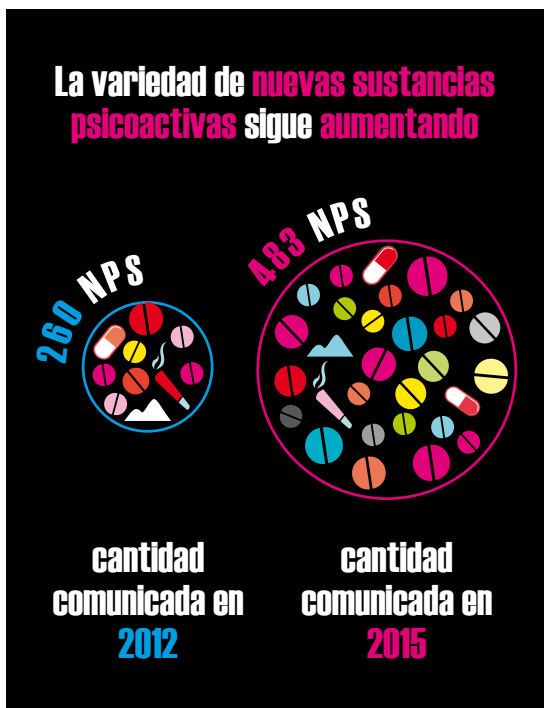 La variedad de nuevas sustancias
psicoactivas sigue aumentando
260 NPS
483 NPS
cantidad
comunicada en
2012
cantidad
comunicada en
2015